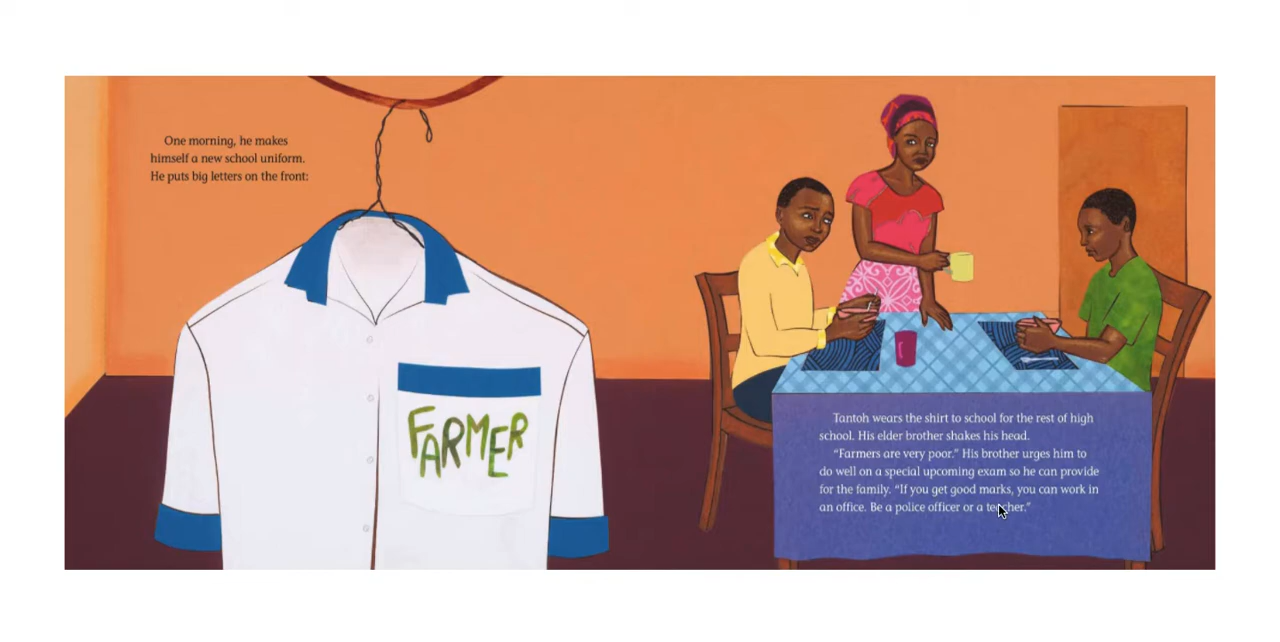 One morning, he makes
himself a new school uniform.
He puts big letters on the front:
FARMER
Tantoh wears the shirt to school for the rest of high
school. His elder brother shakes his head.
“Farmers are very poor.” His brother urges him to
do well on a special upcoming exam so he can provide
for the family. “If you get good marks, you can work in
an office. Be a police officer or a teacher.”